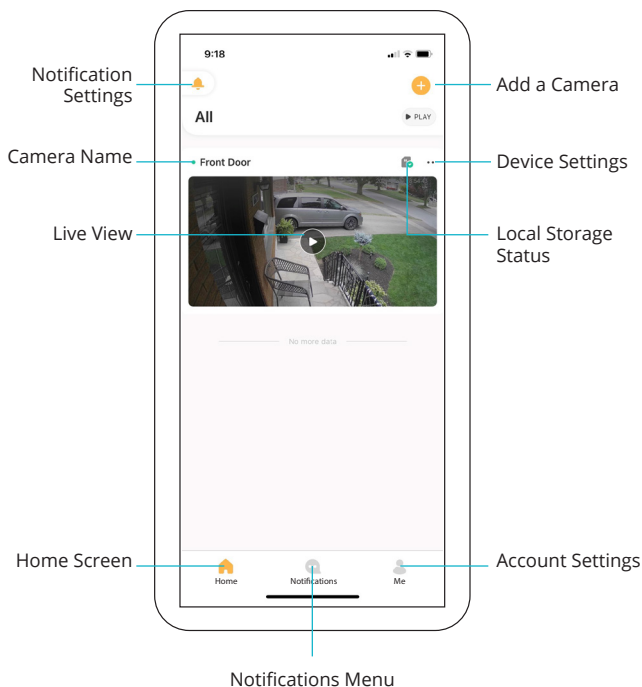 9:18
Notification
Settings
Add a Camera
All
PLAY
Camera Name
Front Door
Device Settings
Live View
Local Storage
Status
No more data
Home Screen
Account Settings
Home
Notifications
Me
Notifications Menu